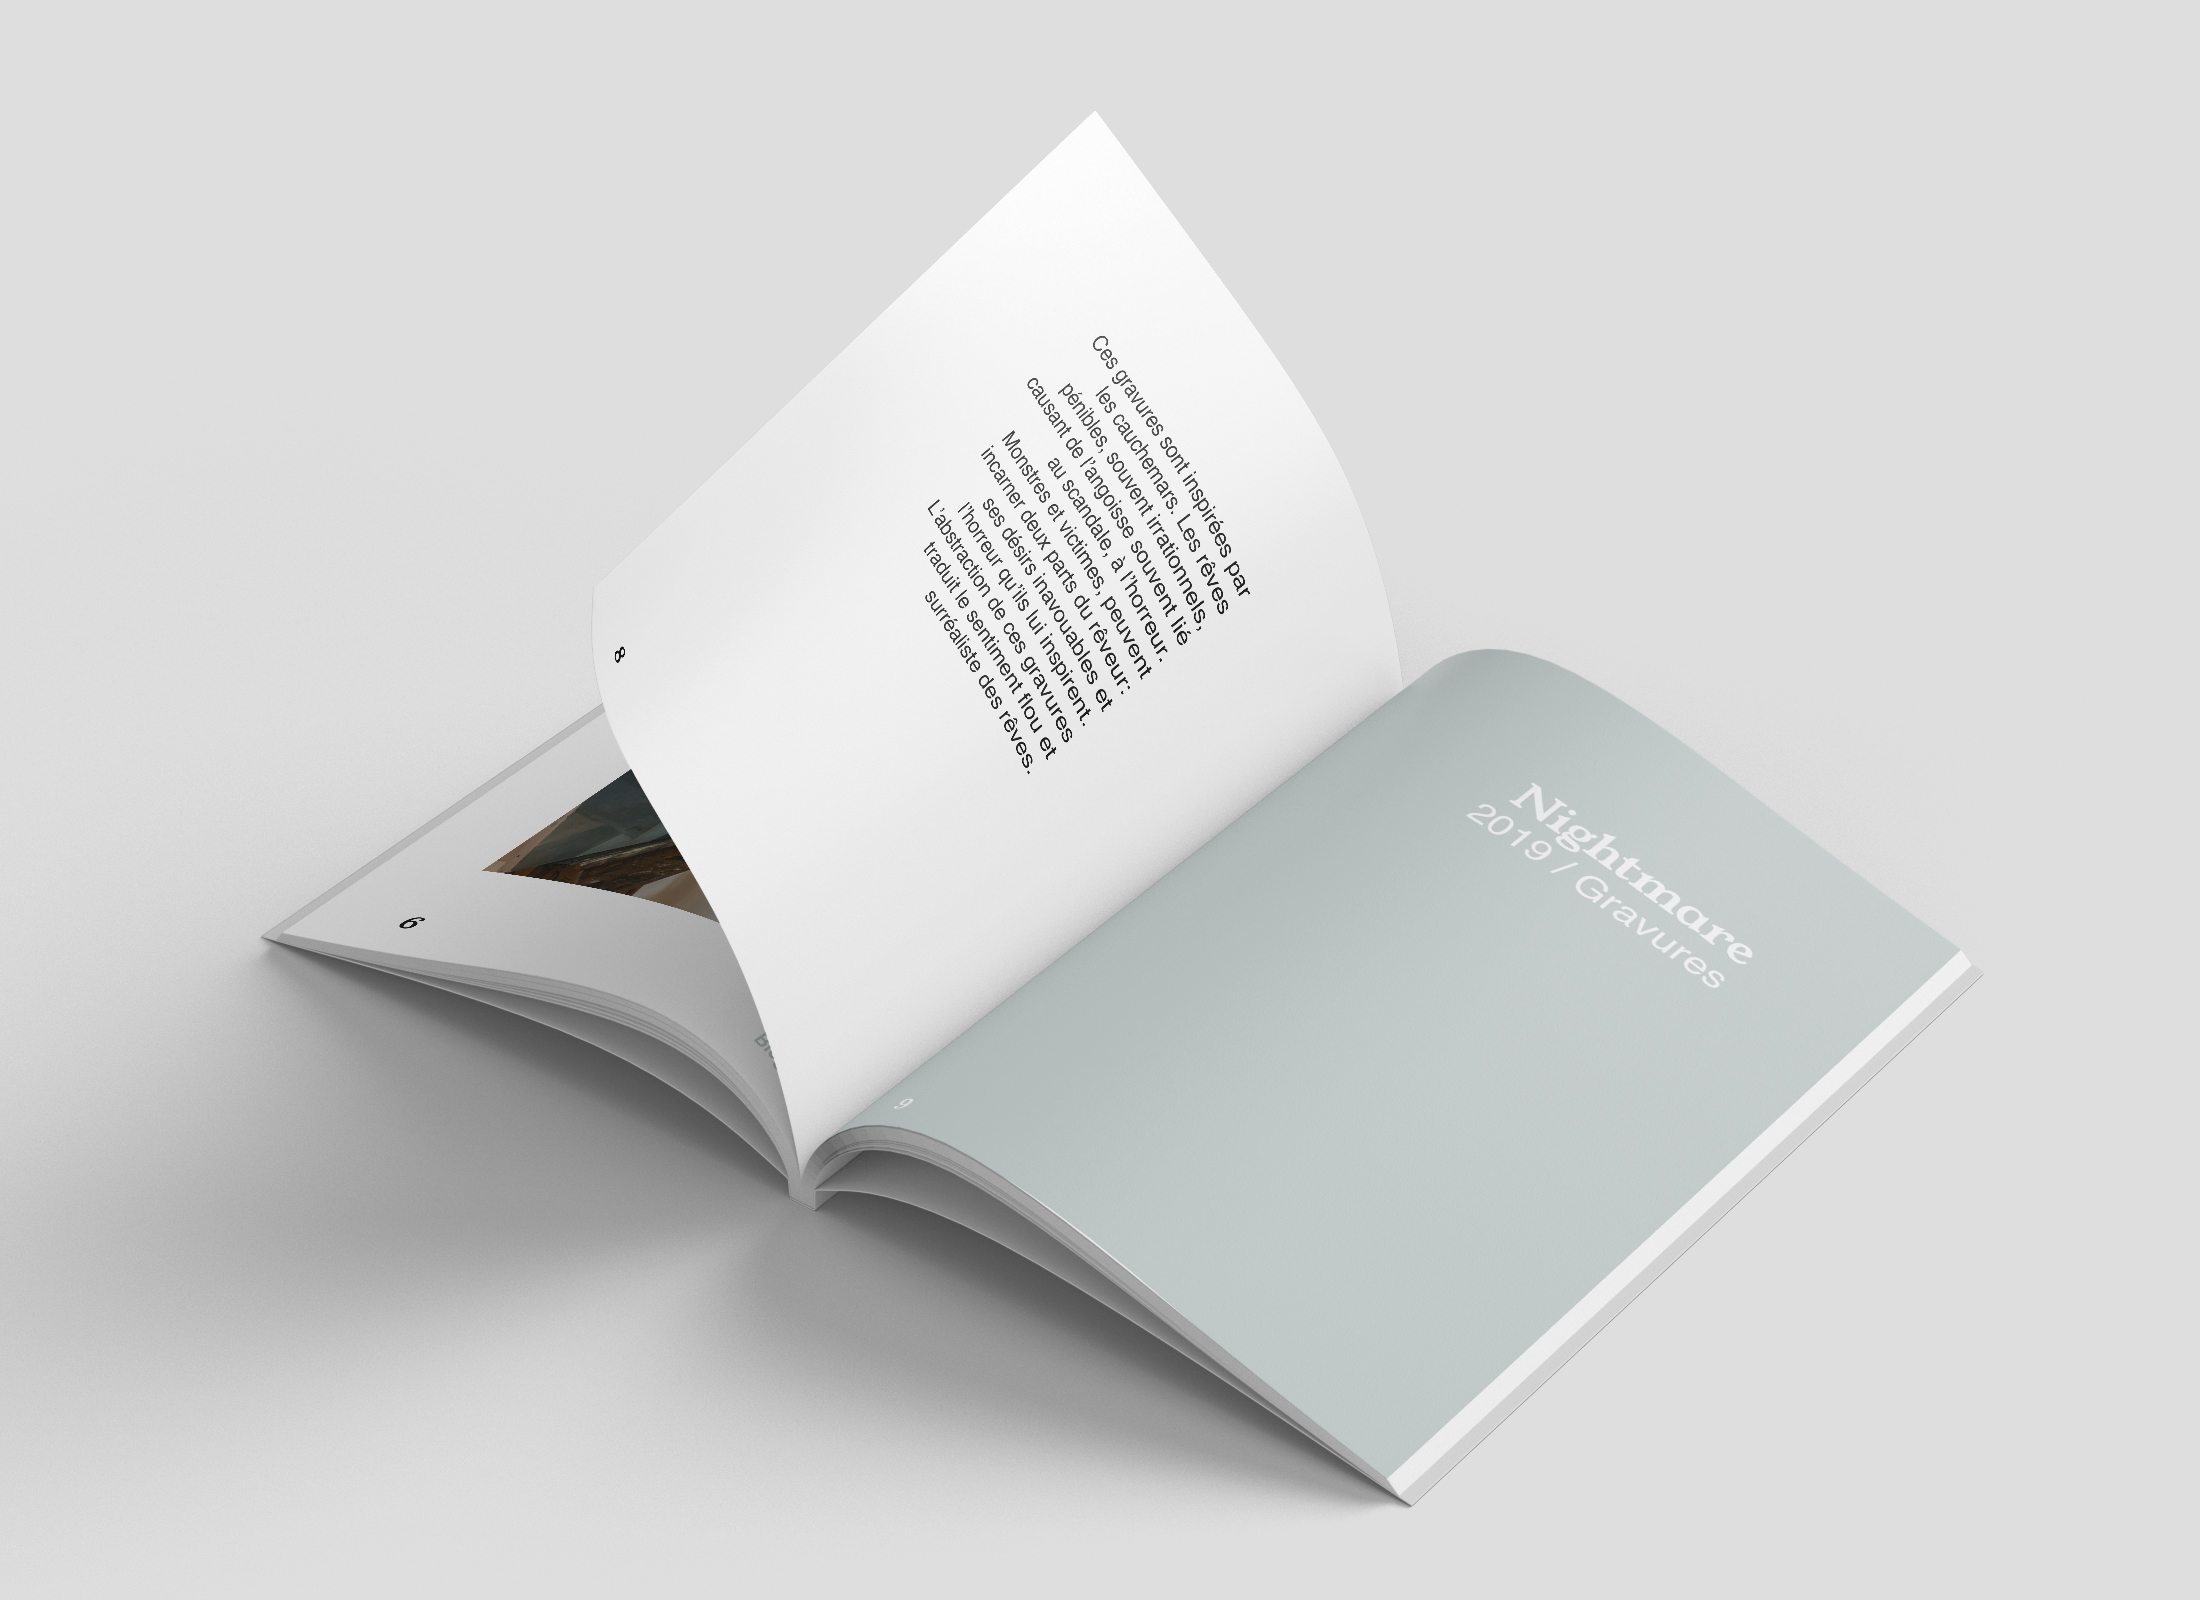 6
Ces gravures sont inspirées par
les cauchemars. Les rêves
pénibles, souvent irrationnels,
causant de l'angoisse souvent lié
au scandale, à l'horreur.
Monstres et victimes, peuvent
incarner deux parts du rêveur:
ses désirs inavouables et
l'horreur qu'ils lui inspirent.
L'abstraction de ces gravures
traduit le sentiment flou et
surréaliste des rêves.
8
Nightmare
2019 / Gravures
9